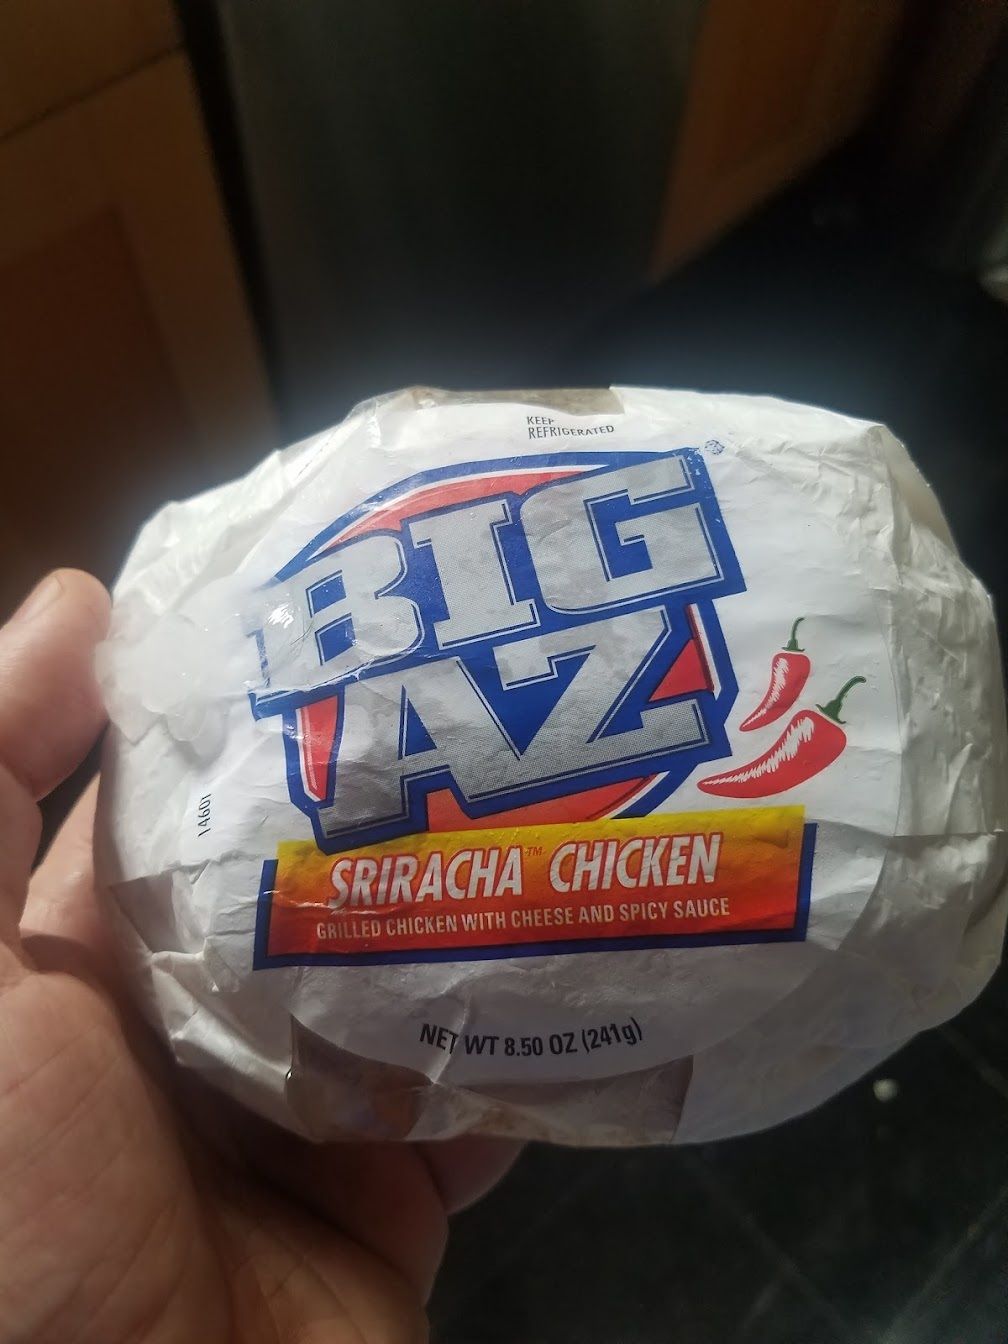 KEEP
REFRIGERATED
BIG
AZ
®
14601
SRIRACHA™ CHICKEN
GRILLED CHICKEN WITH CHEESE AND SPICY SAUCE
NET WT 8.50 OZ (241g)